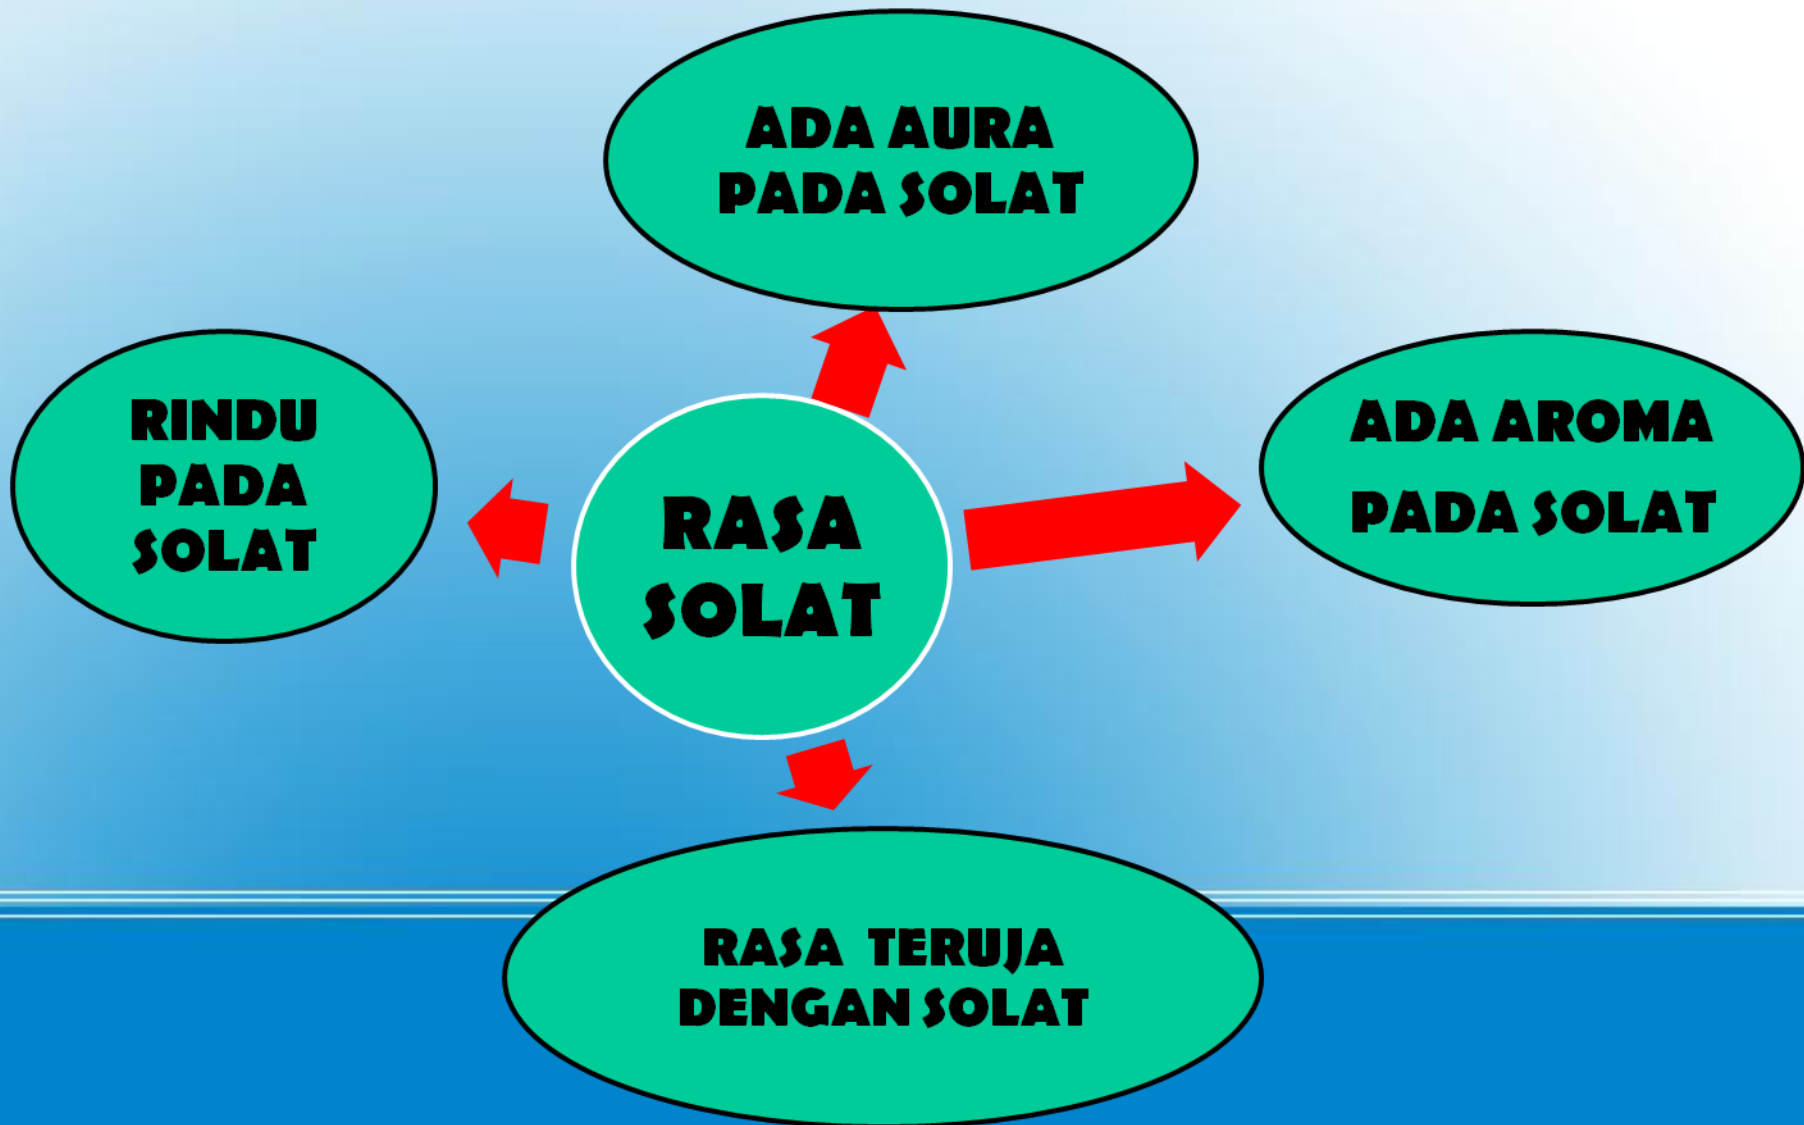 ADA AURA
PADA SOLAT
RINDU
PADA
SOLAT
RASA
SOLAT
ADA AROMA
PADA SOLAT
RASA TERUJA
DENGAN SOLAT